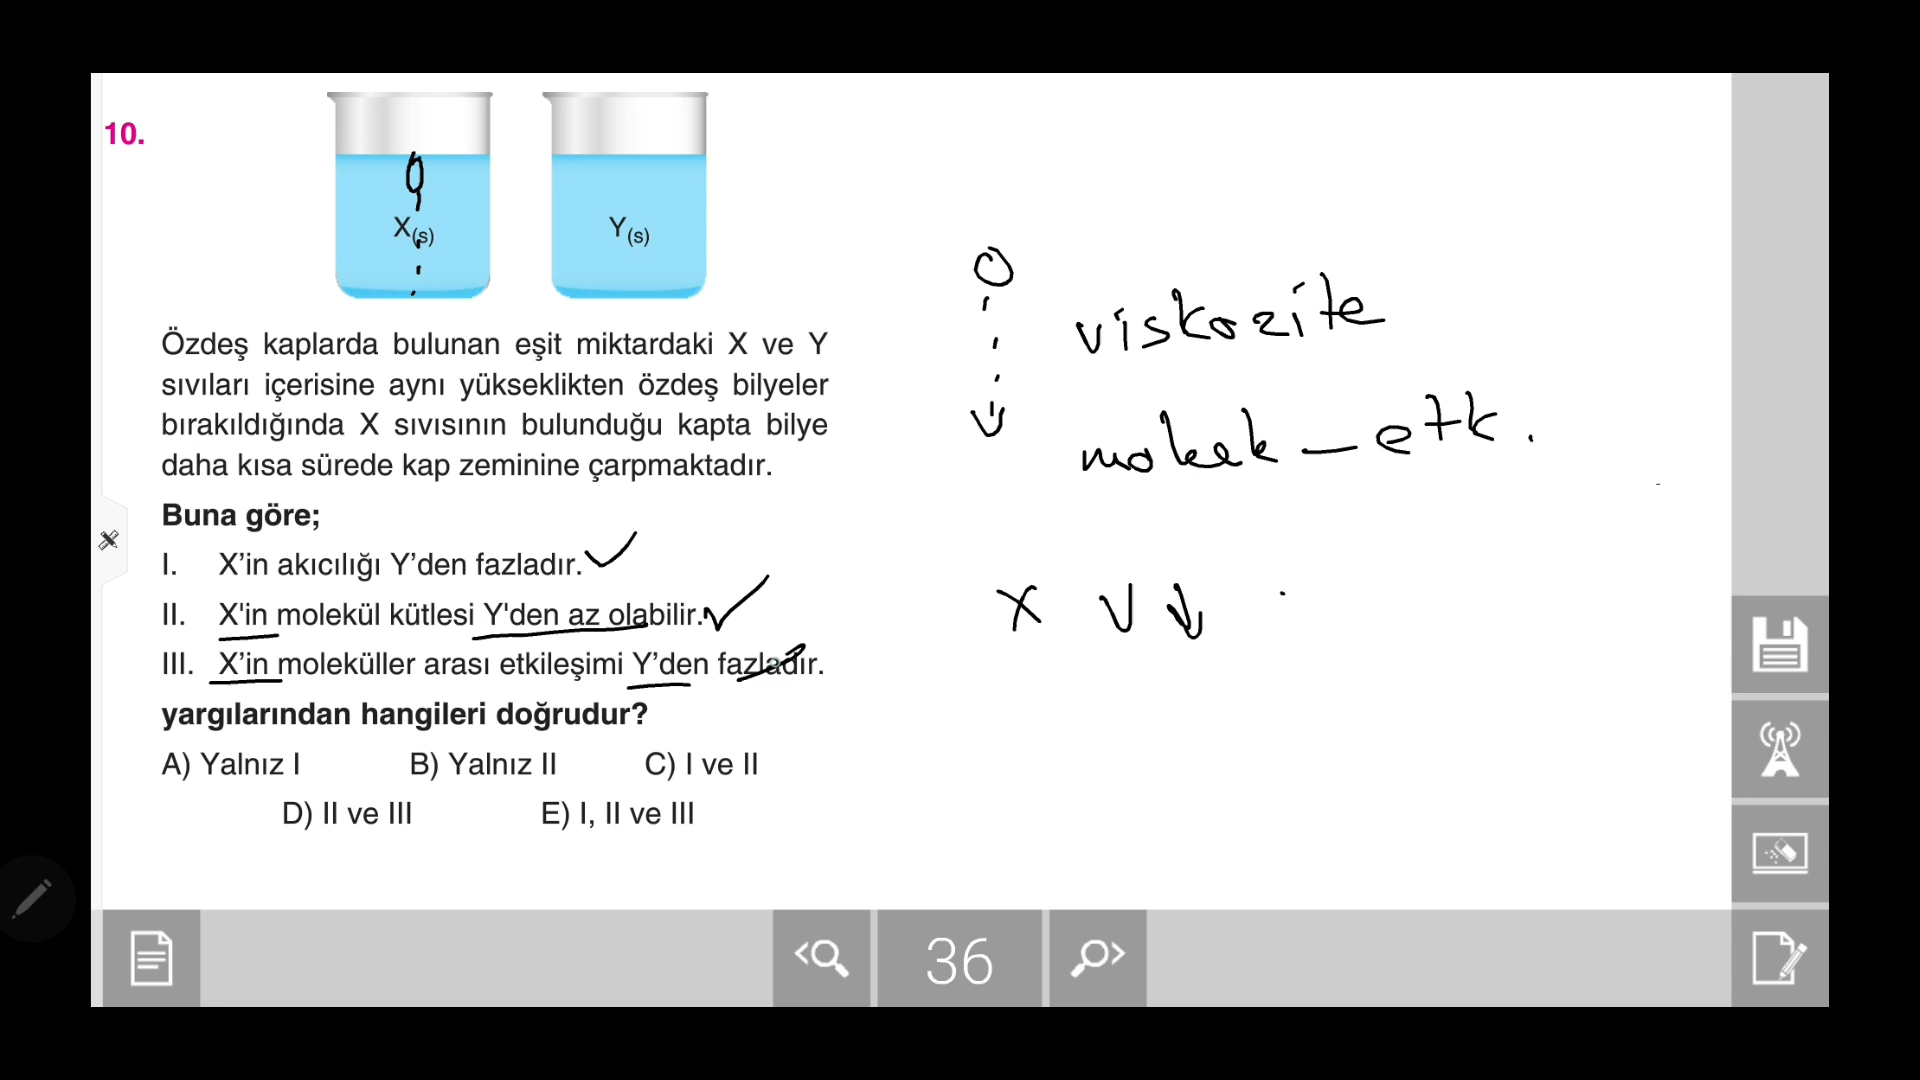 10.
X(s)
Y(s)
Özdeş kaplarda bulunan eşit miktardaki X ve Y
sıvıları içerisine aynı yükseklikten özdeş bilyeler
bırakıldığında X sıvısının bulunduğu kapta bilye
daha kısa sürede kap zeminine çarpmaktadır.
Buna göre;
I. X’in akıcılığı Y’den fazladır.
II. X'in molekül kütlesi Y'den az olabilir.
III. X’in moleküller arası etkileşimi Y’den fazladır.
yargılarından hangileri doğrudur?
A) Yalnız I B) Yalnız II C) I ve II
D) II ve III E) I, II ve III
viskozite
molek – etk.
X V ↓
36